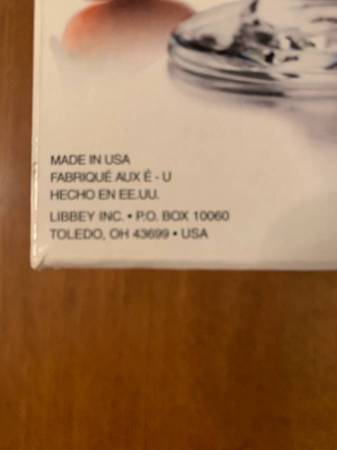 MADE IN USA
FABRIQUÉ AUX É - U
HECHO EN EE.UU.
LIBBEY INC. • P.O. BOX 10060
TOLEDO, OH 43699 • USA